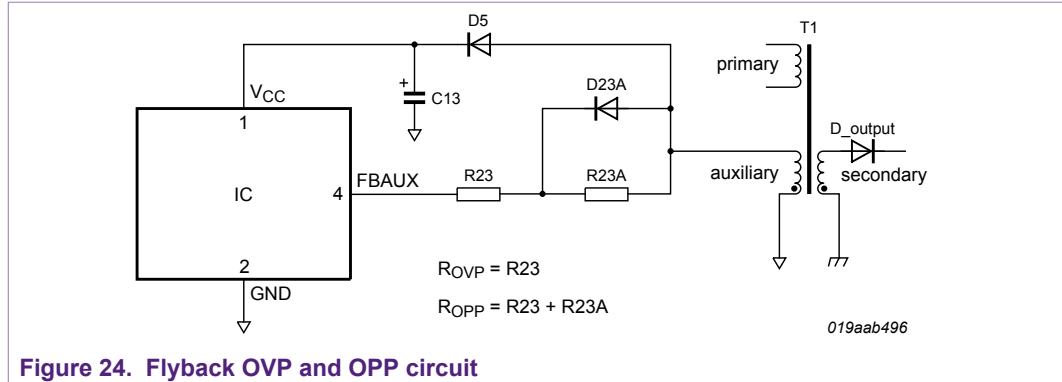 D5
T1
primary
D23A
+
C13
VCC
1
D_output
FBAUX
R23
R23A
auxiliary
secondary
IC
4
ROVP = R23
2
GND
ROPP = R23 + R23A
019aab496
Figure 24. Flyback OVP and OPP circuit